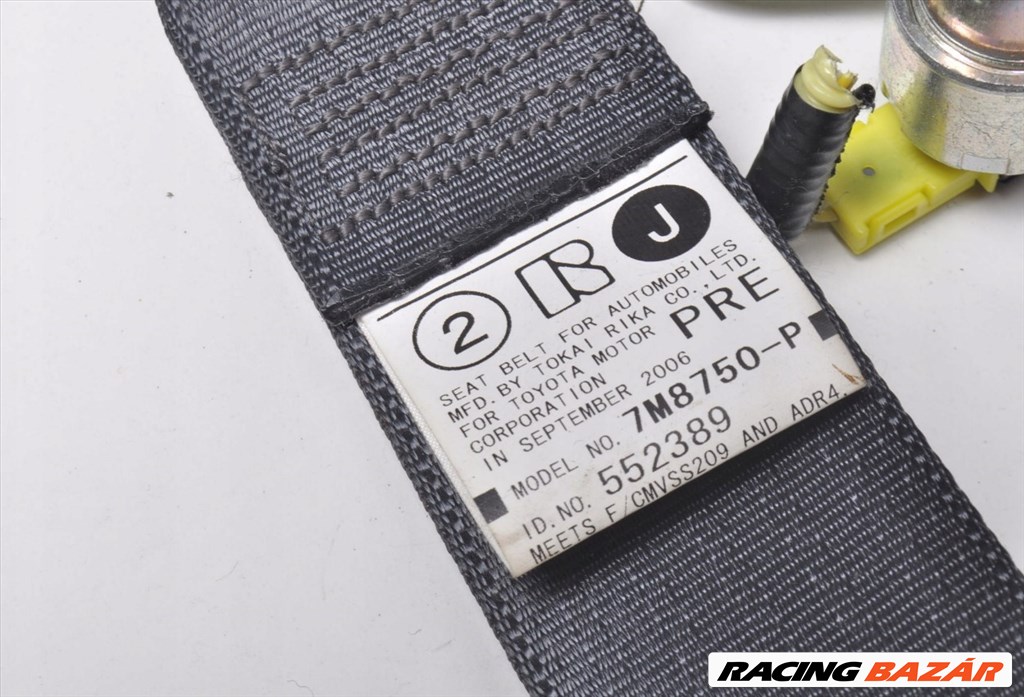 2 R J
SEAT BELT FOR AUTOMOBILES
MFD. BY TOKAI RIKA CO., LTD.
FOR TOYOTA MOTOR PRE
CORPORATION
IN SEPTEMBER 2006
MODEL NO. 7M8750-P
ID. NO. 552389
MEETS F/CMVSS209 AND ADR4.
RACING BAZÁR